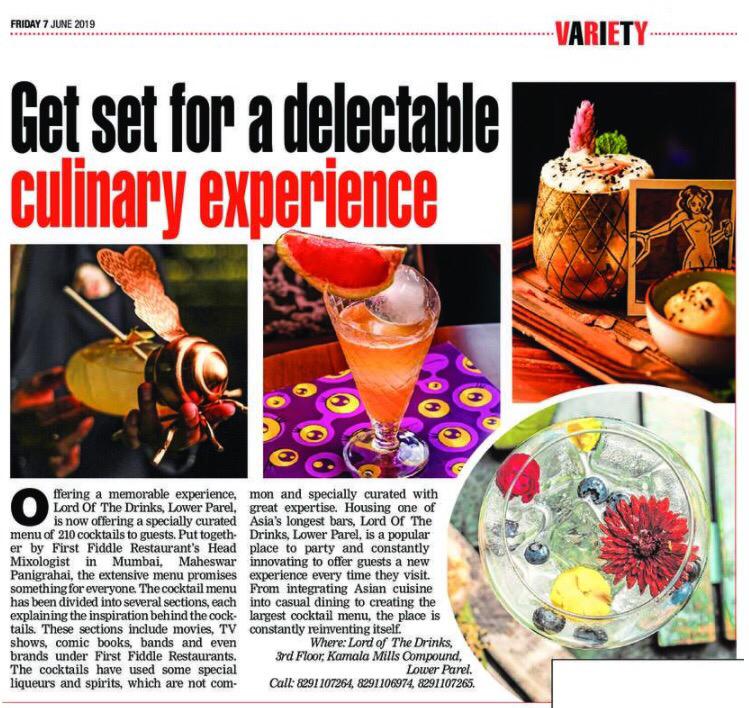 FRIDAY 7 JUNE 2019
VARIETY
Get set for a delectable
culinary experience
Offering a memorable experience,
Lord Of The Drinks, Lower Parel,
is now offering a specially curated
menu of 210 cocktails to guests. Put togeth-
er by First Fiddle Restaurant's Head
Mixologist in Mumbai, Maheswar
Panigrahai, the extensive menu promises
something for everyone. The cocktail menu
has been divided into several sections, each
explaining the inspiration behind the cock-
tails. These sections include movies, TV
shows, comic books, bands and even
brands under First Fiddle Restaurants.
The cocktails have used some special
liqueurs and spirits, which are not com-
mon and specially curated with
great expertise. Housing one of
Asia's longest bars, Lord Of The
Drinks, Lower Parel, is a popular
place to party and constantly
innovating to offer guests a new
experience every time they visit.
From integrating Asian cuisine
into casual dining to creating the
largest cocktail menu, the place is
constantly reinventing itself.
Where: Lord of The Drinks,
3rd Floor, Kamala Mills Compound,
Lower Parel.
Call: 8291107264, 8291106974, 8291107265.